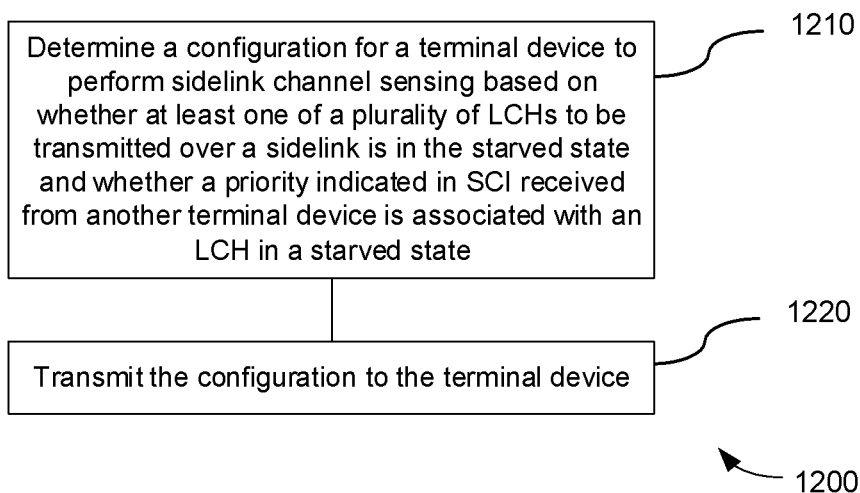 1210
Determine a configuration for a terminal device to
perform sidelink channel sensing based on
whether at least one of a plurality of LCHs to be
transmitted over a sidelink is in the starved state
and whether a priority indicated in SCI received
from another terminal device is associated with an
LCH in a starved state
1220
Transmit the configuration to the terminal device
1200